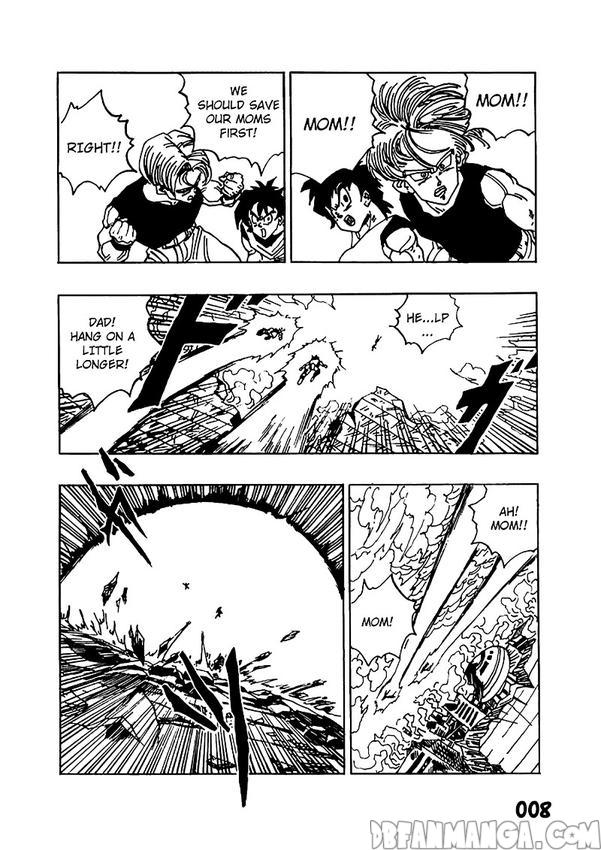 MOM!!
MOM!!
WE
SHOULD SAVE
OUR MOMS
FIRST!
RIGHT!!
HE...LP
...
DAD!
HANG ON A
LITTLE
LONGER!
AH!
MOM!!
MOM!
008
DBFANMANGA.COM